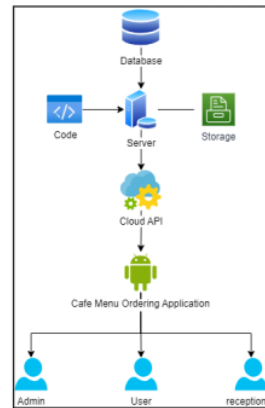 Database
Code
Server
Storage
Cloud API
Cafe Menu Ordering Application
Admin
User
reception